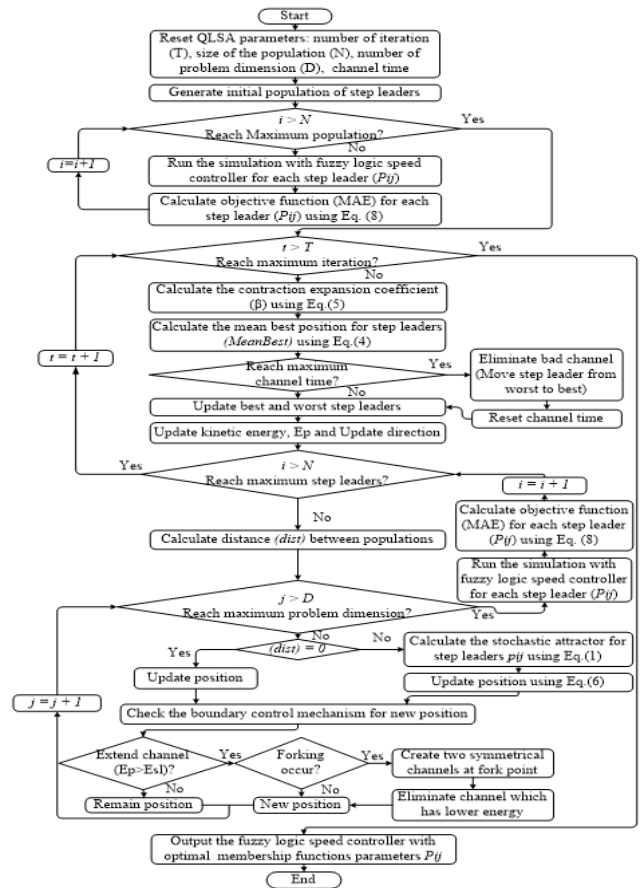 Start
Reset QLSA parameters: number of iteration
(T), size of the population (N), number of
problem dimension (D), channel time
Generate initial population of step leaders
i > N
Reach Maximum population?
Yes
No
i=i+1
Run the simulation with fuzzy logic speed
controller for each step leader (Pij)
Calculate objective function (MAE) for each
step leader (Pij) using Eq. (8)
t > T
Reach maximum iteration?
Yes
No
Calculate the contraction expansion coefficient
(β) using Eq.(5)
Calculate the mean best position for step leaders
(MeanBest) using Eq.(4)
t = t + 1
Reach maximum
channel time?
Yes
No
Eliminate bad channel
(Move step leader from
worst to best)
Reset channel time
Update best and worst step leaders
Update kinetic energy, Ep and Update direction
Yes
i > N
Reach maximum step leaders?
No
i = i + 1
Calculate objective function
(MAE) for each step leader
(Pij) using Eq. (8)
Run the simulation with
fuzzy logic speed controller
for each step leader (Pij)
Calculate distance (dist) between populations
j > D
Reach maximum problem dimension?
Yes
No
(dist) = 0
Yes
No
Calculate the stochastic attractor for
step leaders pij using Eq.(1)
Update position
Update position using Eq.(6)
j = j + 1
Check the boundary control mechanism for new position
Extend channel
(Ep>Esl)?
Yes
No
Forking
occur?
Yes
No
Create two symmetrical
channels at fork point
Eliminate channel which
has lower energy
Remain position
New position
Output the fuzzy logic speed controller with
optimal membership functions parameters Pij
End